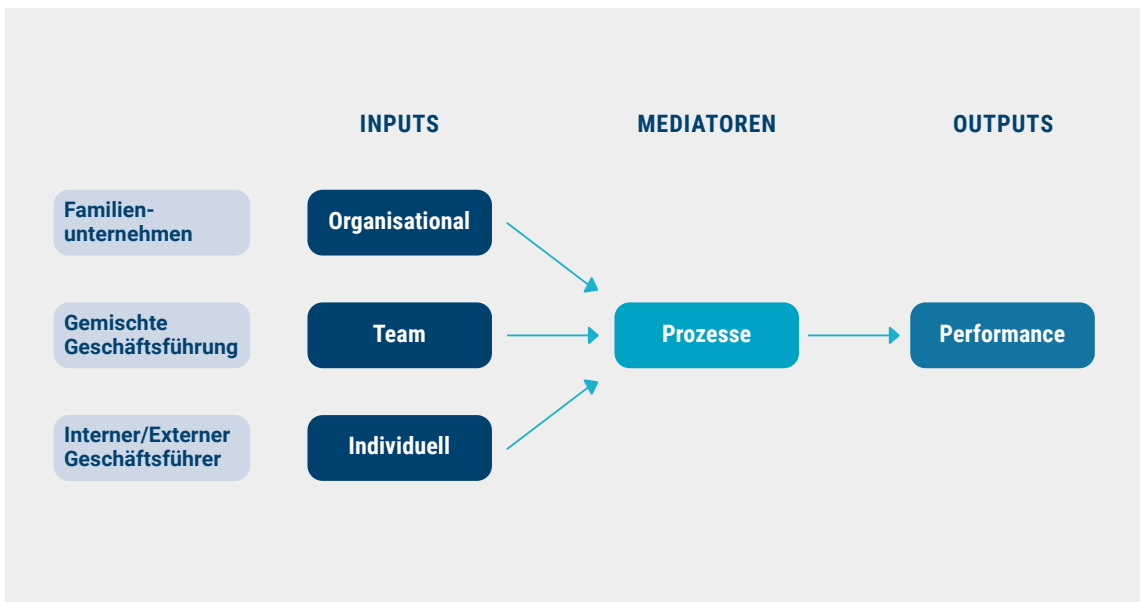 INPUTS
MEDIATOREN
OUTPUTS
Familien-
unternehmen
Organisational
Gemischte
Geschäftsführung
Team
Prozesse
Performance
Interner/Externer
Geschäftsführer
Individuell